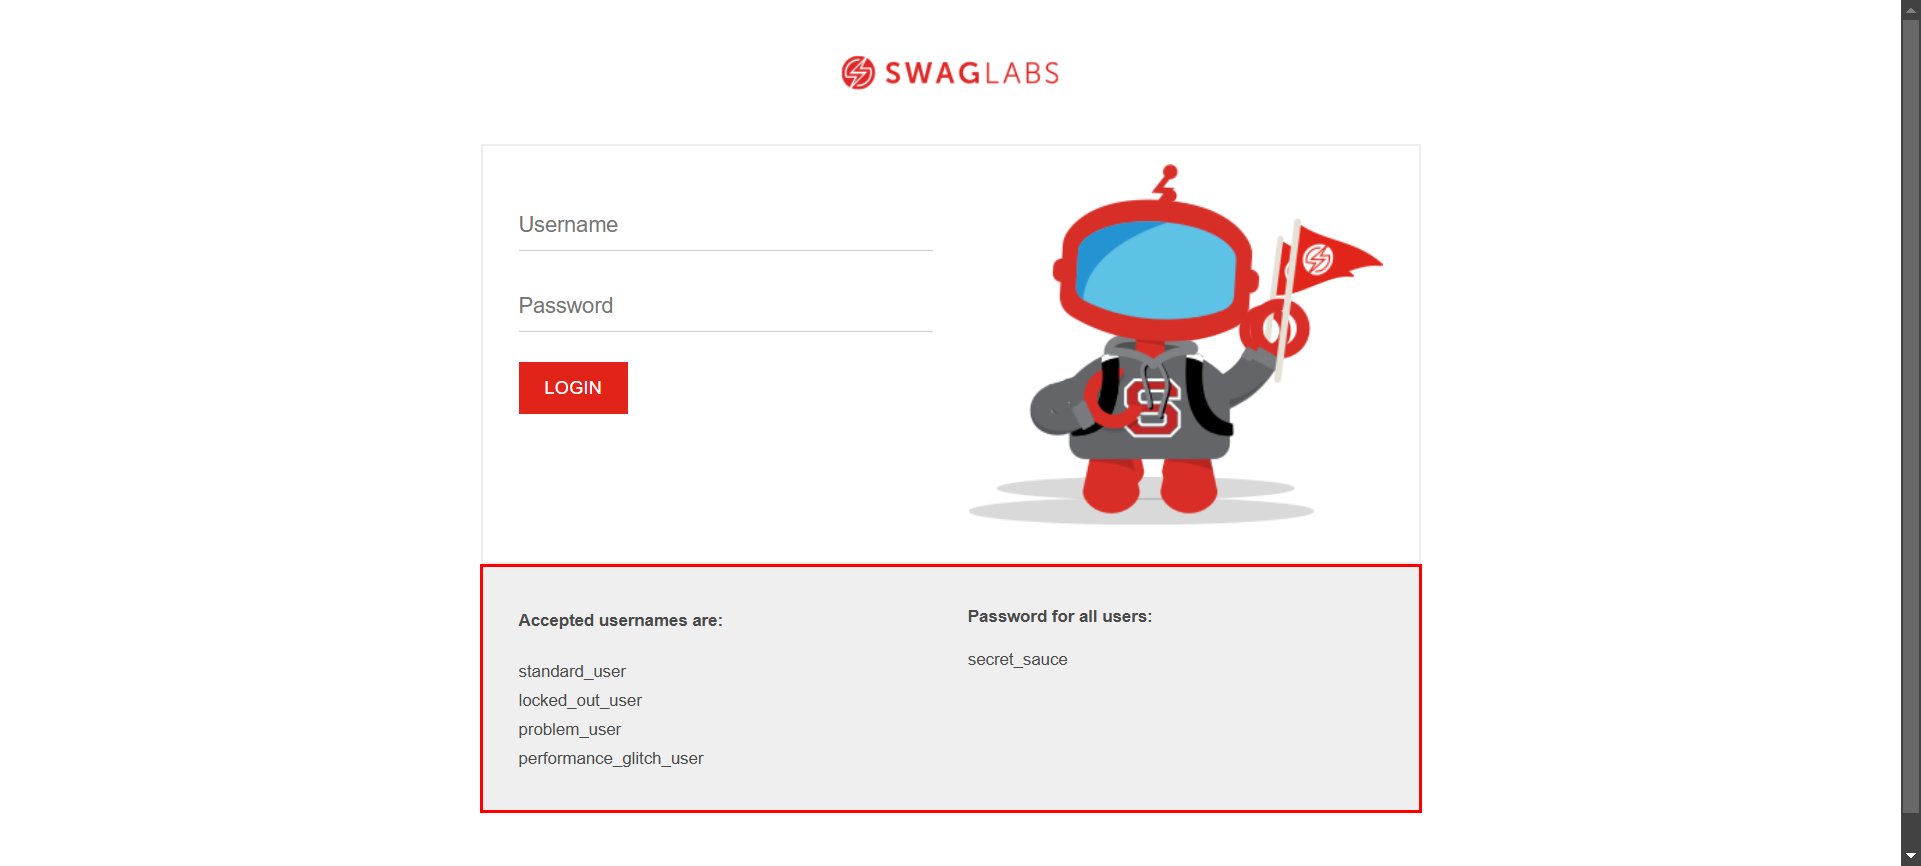 SWAGLABS
Username
Password
LOGIN
S
Accepted usernames are:
standard_user
locked_out_user
problem_user
performance_glitch_user
Password for all users:
secret_sauce